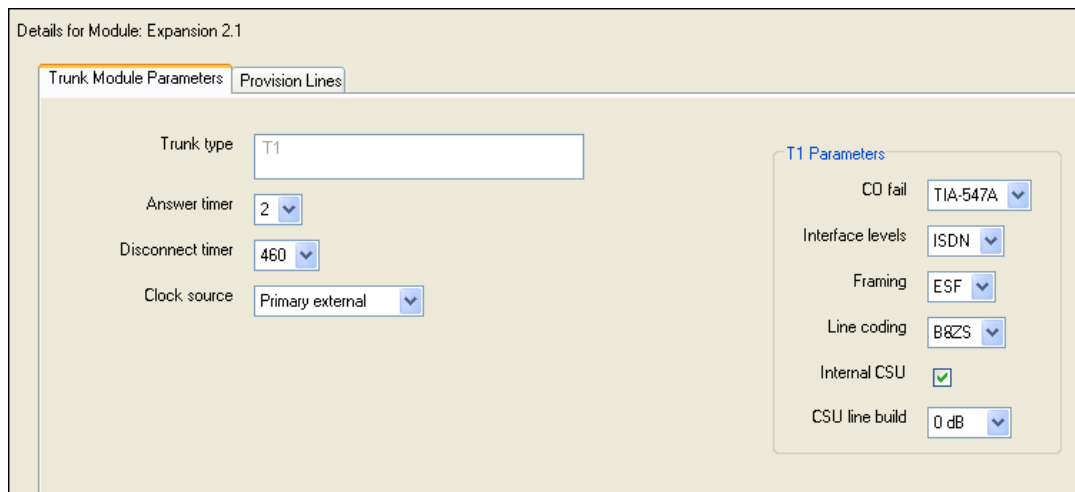 Details for Module: Expansion 2.1
Trunk Module Parameters
Provision Lines
Trunk type
T1
Answer timer
2
Disconnect timer
460
Clock source
Primary external
T1 Parameters
CO fail
TIA-547A
Interface levels
ISDN
Framing
ESF
Line coding
B8ZS
Internal CSU
CSU line build
0 dB